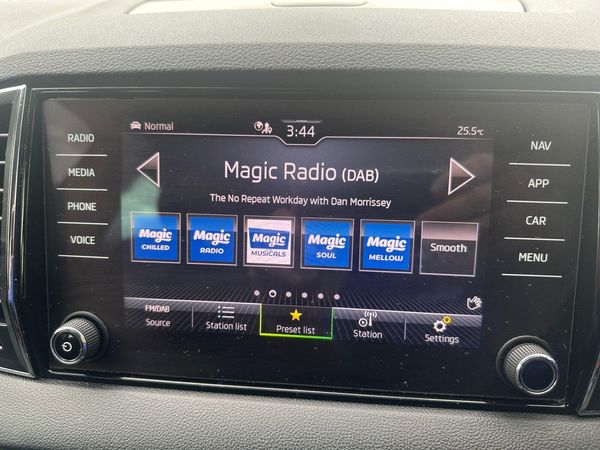 RADIO
MEDIA
PHONE
VOICE
Normal
3:44
25.5°C
Magic Radio (DAB)
The No Repeat Workday with Dan Morrissey
Magic
CHILLED
Magic
RADIO
Magic
MUSICALS
Magic
SOUL
Magic
MELLOW
Smooth
FM/DAB
Source
Station list
Preset list
Station
Settings
NAV
APP
CAR
MENU